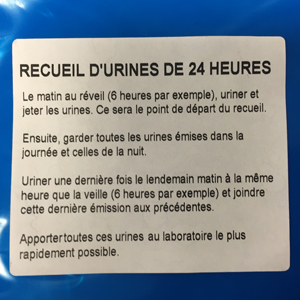 RECUEIL D'URINES DE 24 HEURES
Le matin au réveil (6 heures par exemple), uriner et
jeter les urines. Ce sera le point de départ du recueil.
Ensuite, garder toutes les urines émises dans la
journée et celles de la nuit.
Uriner une dernière fois le lendemain matin à la même
heure que la veille (6 heures par exemple) et joindre
cette dernière émission aux précédentes.
Apportertoutes ces urines au laboratoire le plus
rapidement possible.